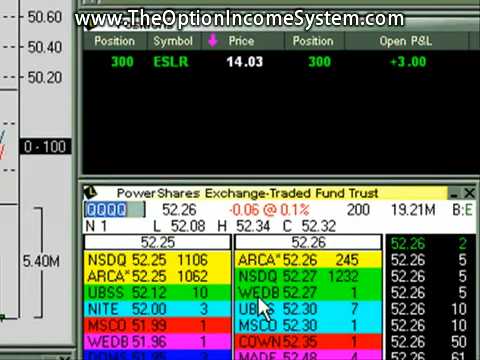 www.TheOptionIncomeSystem.com
50.60
50.40
50.20
0 - 100
5.40M
Position Symbol Price Position Open P&L
300 ESLR 14.03 300 +3.00
PowerShares Exchange-Traded Fund Trust
QQQQ 52.26 -0.06 @ 0.1% 200 19.21M B:E
N 1 L 52.08 H 52.34 C 52.32
52.25 52.26 52.26 2
NSDQ 52.25 1106 ARCA* 52.26 245 52.26 5
ARCA* 52.25 1062 NSDQ 52.27 1232 52.26 5
UBSS 52.12 10 WEDB 52.27 1 52.26 5
NITE 52.00 3 52.30 7 52.26 10
MSCO 51.99 3 MSCO 52.30 1 52.26 10
WEDB 51.96 1 COWN 52.35 1 52.26 50